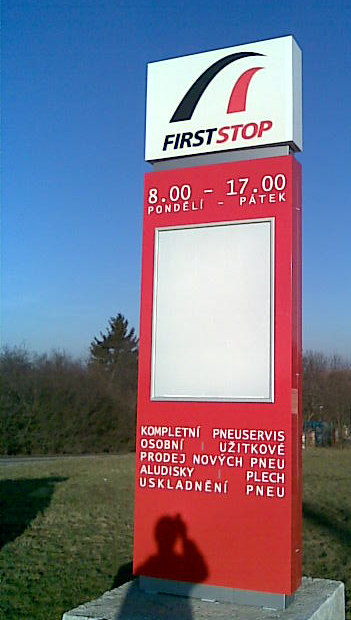 FIRSTSTOP
8.00 - 17.00
PONDĚLÍ - PÁTEK
KOMPLETNÍ PNEUSERVIS
OSOBNÍ | UŽITKOVÉ
PRODEJ NOVÝCH PNEU
ALUDISKY | PLECH
USKLADNĚNÍ PNEU